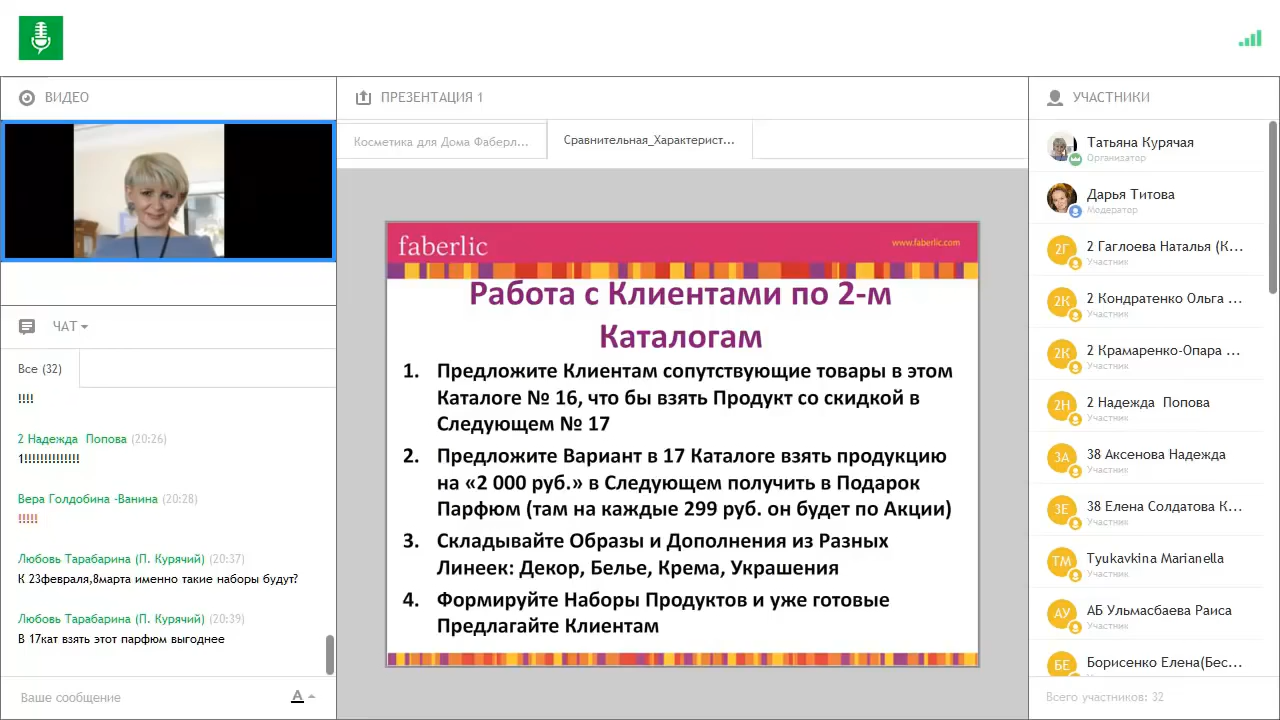 ВИДЕО
ПРЕЗЕНТАЦИЯ 1
УЧАСТНИКИ
Косметика для Дома Фаберл...
Сравнительная_Характерист...
ЧАТ
Все (32)
!!!!
2 Надежда Попова (20:26)
1!!!!!!!!!!!!!!
Вера Голдобина -Ванина (20:28)
!!!!!
Любовь Тарабарина (П. Курячий) (20:37)
К 23февраля,8марта именно такие наборы будут?
Любовь Тарабарина (П. Курячий) (20:39)
В 17кат взять этот парфюм выгоднее
Ваше сообщение
A
faberlic
www.faberlic.com
Работа с Клиентами по 2-м
Каталогам
1. Предложите Клиентам сопутствующие товары в этом
Каталоге № 16, что бы взять Продукт со скидкой в
Следующем № 17
2. Предложите Вариант в 17 Каталоге взять продукцию
на «2 000 руб.» в Следующем получить в Подарок
Парфюм (там на каждые 299 руб. он будет по Акции)
3. Складывайте Образы и Дополнения из Разных
Линеек: Декор, Белье, Крема, Украшения
4. Формируйте Наборы Продуктов и уже готовые
Предлагайте Клиентам
Татьяна Курячая
Организатор
Дарья Титова
Модератор
2Г
2 Гаглоева Наталья (К...
Участник
2К
2 Кондратенко Ольга ...
Участник
2К
2 Крамаренко-Опара ...
Участник
2Н
2 Надежда Попова
Участник
3А
38 Аксенова Надежда
Участник
3Е
38 Елена Солдатова К...
Участник
TM
Tyukavkina Marianella
Участник
АУ
АБ Ульмасбаева Раиса
Участник
БЕ
Борисенко Елена(Бес...
Всего участников: 32